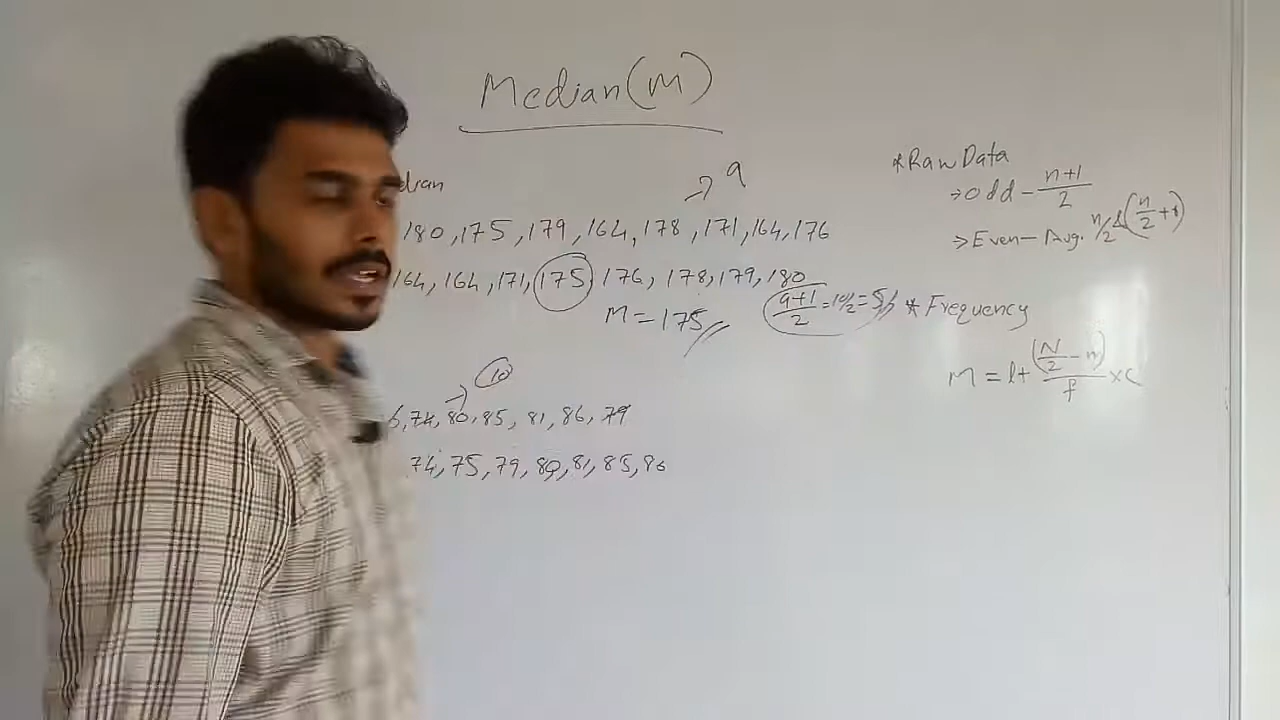 Median (M)
dian
→ 9
180, 175, 179, 164, 178, 171, 164, 176
164, 164, 171, 175, 176, 178, 179, 180
M = 175
(9+1)/2 = 10/2 = 5
→ 10
6, 74, 80, 85, 81, 86, 79
74, 75, 79, 80, 81, 85, 86
* Raw Data
→ Odd - (n+1)/2
→ Even - Avg. n/2 & (n/2 + 1)
* Frequency
M = l + (N/2 - m)/f × C